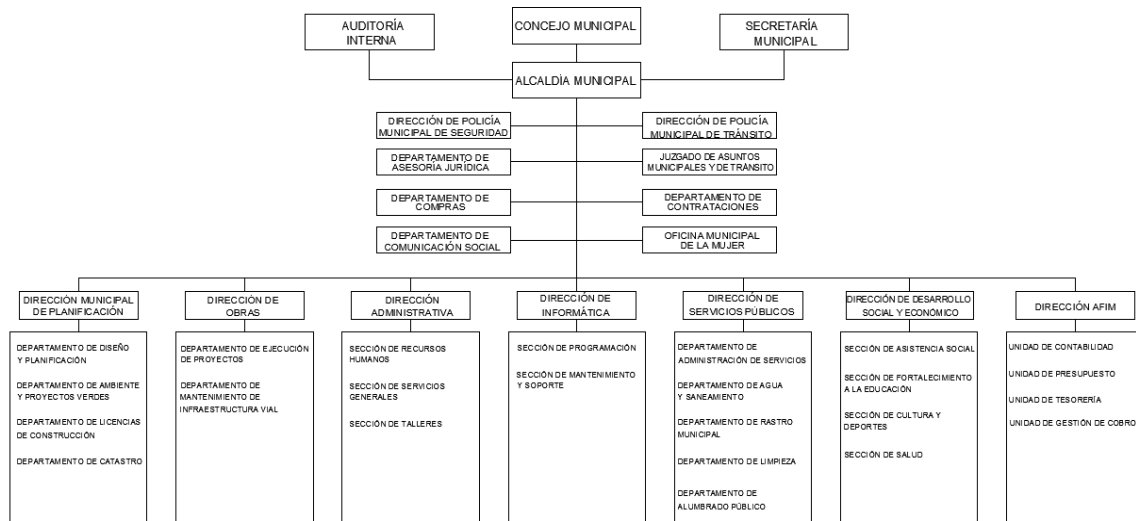 AUDITORÍA
INTERNA
CONCEJO MUNICIPAL
SECRETARÍA
MUNICIPAL
ALCALDÍA MUNICIPAL
DIRECCIÓN DE POLICÍA
MUNICIPAL DE SEGURIDAD
DIRECCIÓN DE POLICÍA
MUNICIPAL DE TRÁNSITO
DEPARTAMENTO DE
ASESORÍA JURÍDICA
JUZGADO DE ASUNTOS
MUNICIPALES Y DE TRÁNSITO
DEPARTAMENTO DE
COMPRAS
DEPARTAMENTO DE
CONTRATACIONES
DEPARTAMENTO DE
COMUNICACIÓN SOCIAL
OFICINA MUNICIPAL
DE LA MUJER
DIRECCIÓN MUNICIPAL
DE PLANIFICACIÓN
DEPARTAMENTO DE DISEÑO
Y PLANIFICACIÓN
DEPARTAMENTO DE AMBIENTE
Y PROYECTOS VERDES
DEPARTAMENTO DE LICENCIAS
DE CONSTRUCCIÓN
DEPARTAMENTO DE CATASTRO
DIRECCIÓN DE
OBRAS
DEPARTAMENTO DE EJECUCIÓN
DE PROYECTOS
DEPARTAMENTO DE
MANTENIMIENTO DE
INFRAESTRUCTURA VIAL
DIRECCIÓN
ADMINISTRATIVA
SECCIÓN DE RECURSOS
HUMANOS
SECCIÓN DE SERVICIOS
GENERALES
SECCIÓN DE TALLERES
DIRECCIÓN DE
INFORMÁTICA
SECCIÓN DE PROGRAMACIÓN
SECCIÓN DE MANTENIMIENTO
Y SOPORTE
DIRECCIÓN DE
SERVICIOS PÚBLICOS
DEPARTAMENTO DE
ADMINISTRACIÓN DE SERVICIOS
DEPARTAMENTO DE AGUA
Y SANEAMIENTO
DEPARTAMENTO DE RASTRO
MUNICIPAL
DEPARTAMENTO DE LIMPIEZA
DEPARTAMENTO DE
ALUMBRADO PÚBLICO
DIRECCIÓN DE DESARROLLO
SOCIAL Y ECONÓMICO
SECCIÓN DE ASISTENCIA SOCIAL
SECCIÓN DE FORTALECIMIENTO
A LA EDUCACIÓN
SECCIÓN DE CULTURA Y
DEPORTES
SECCIÓN DE SALUD
DIRECCIÓN AFIM
UNIDAD DE CONTABILIDAD
UNIDAD DE PRESUPUESTO
UNIDAD DE TESORERÍA
UNIDAD DE GESTIÓN DE COBRO